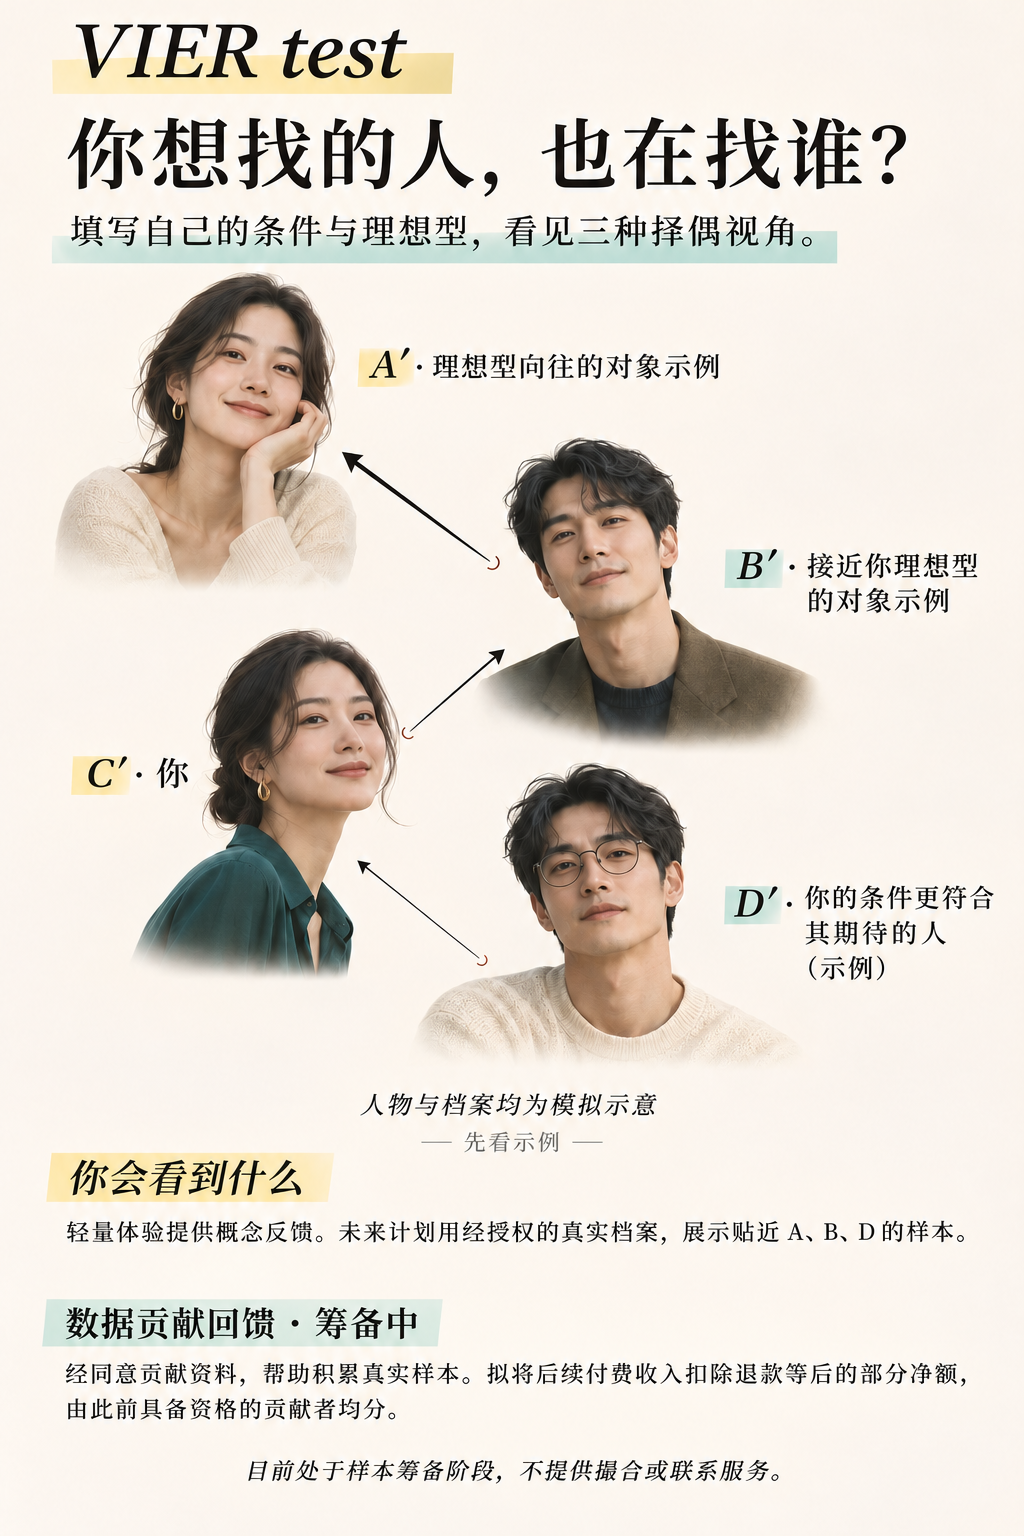 VIER test
你想找的人，也在找谁？
填写自己的条件与理想型，看见三种择偶视角。
A′·理想型向往的对象示例
B′·接近你理想型
的对象示例
C′·你
D′·你的条件更符合
其期待的人
（示例）
人物与档案均为模拟示意
— 先看示例 —
你会看到什么
轻量体验提供概念反馈。未来计划用经授权的真实档案，展示贴近 A、B、D 的样本。
数据贡献回馈·筹备中
经同意贡献资料，帮助积累真实样本。拟将后续付费收入扣除退款等后的部分净额，
由此前具备资格的贡献者均分。
目前处于样本筹备阶段，不提供撮合或联系服务。